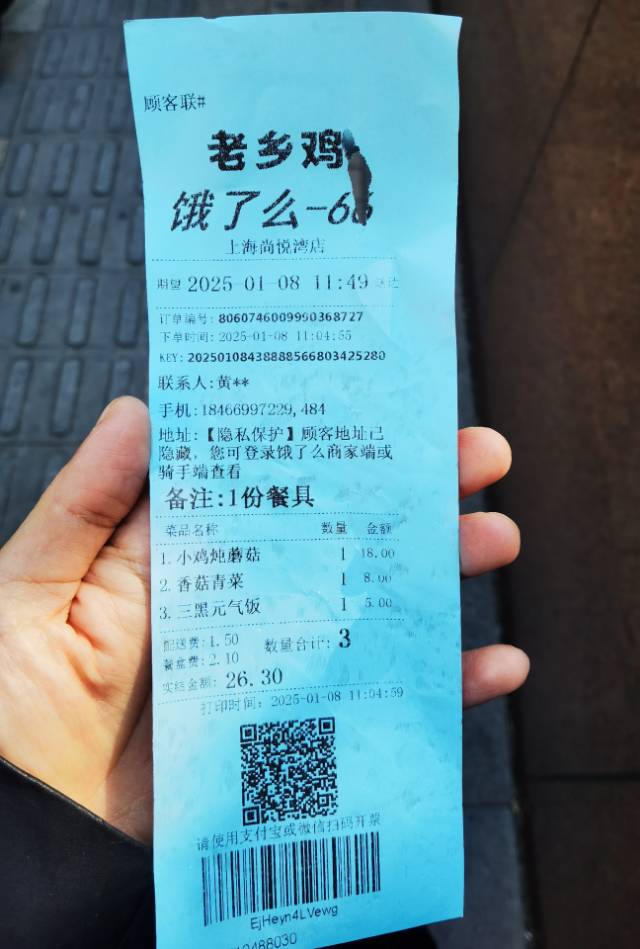 顾客联#
老乡鸡
饿了么-66
上海尚悦湾店
期望 2025-01-08 11:49 送达
订单编号: 8060746009990368727
下单时间: 2025-01-08 11:04:55
KEY: 20250108438888566803425280
联系人:黄**
手机:18466997229,484
地址:【隐私保护】顾客地址已
隐藏, 您可登录饿了么商家端或
骑手端查看
备注:1份餐具
菜品名称 数量 金额
1. 小鸡炖蘑菇 1 18.00
2. 香菇青菜 1 8.00
3. 三黑元气饭 1 5.00
配送费: 1.50 数量合计: 3
餐盒费: 2.10
实结金额: 26.30
打印时间: 2025-01-08 11:04:59
请使用支付宝或微信扫码开票
EjHeyn4LVewg